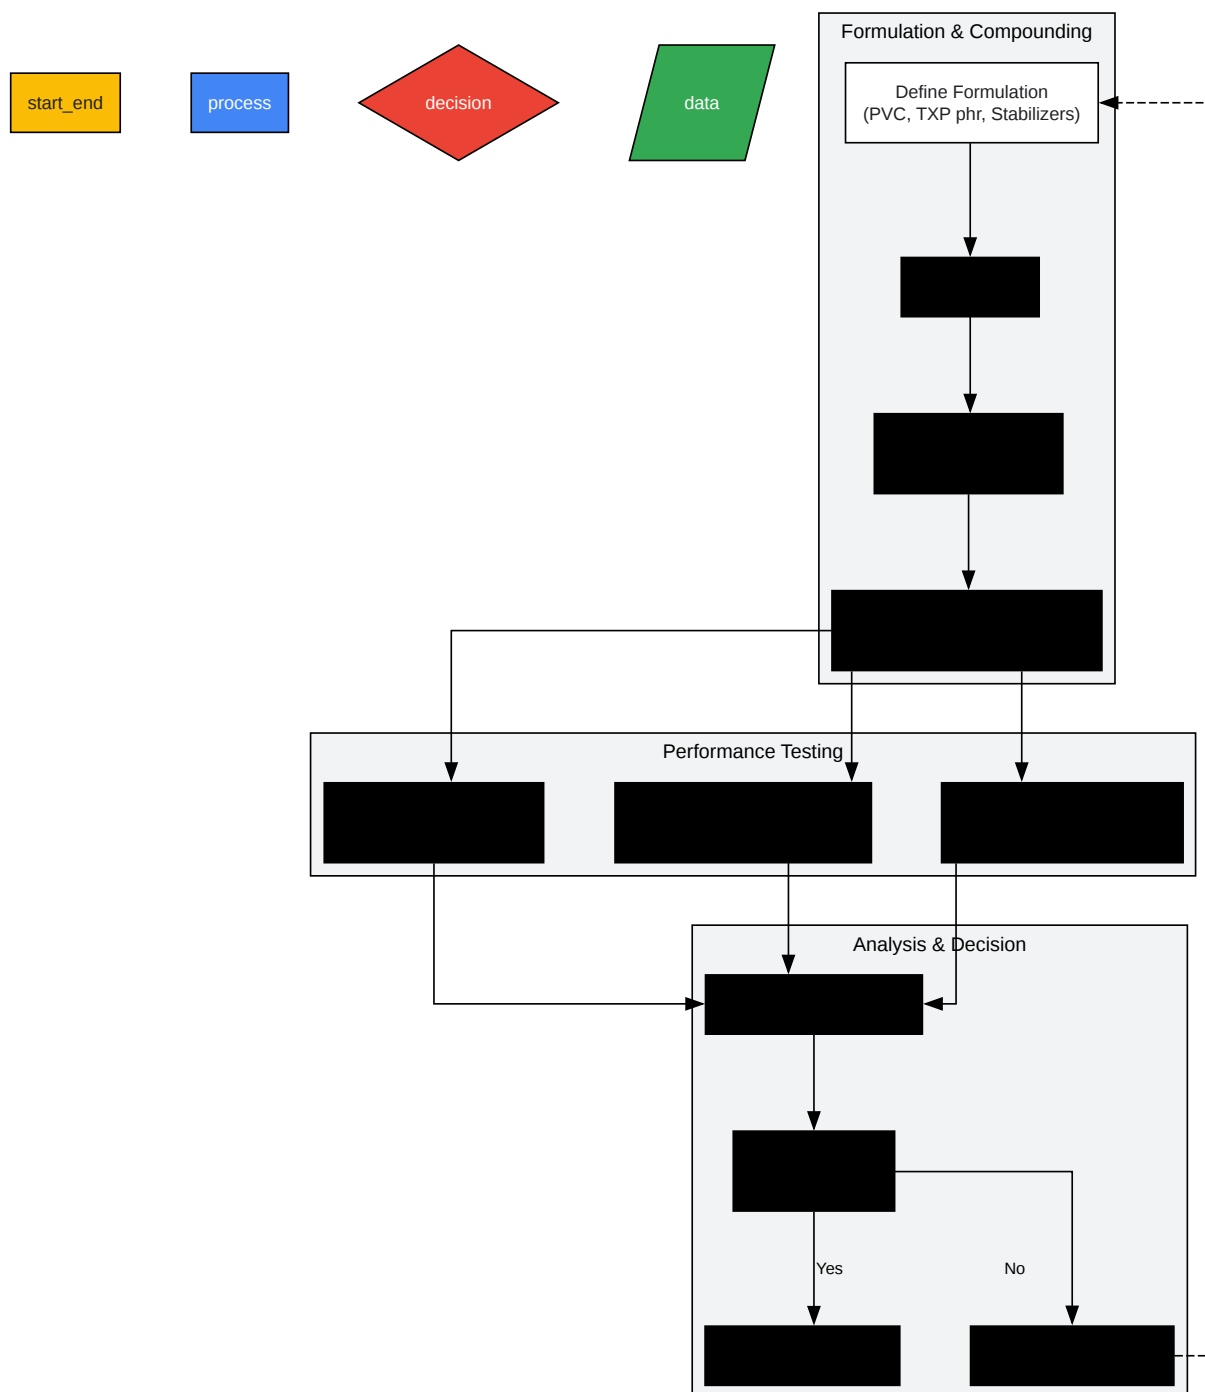 Formulation & Compounding
start_end
process
decision
data
Define Formulation
(PVC, TXP phr, Stabilizers)
Performance Testing
Analysis & Decision
Yes
No